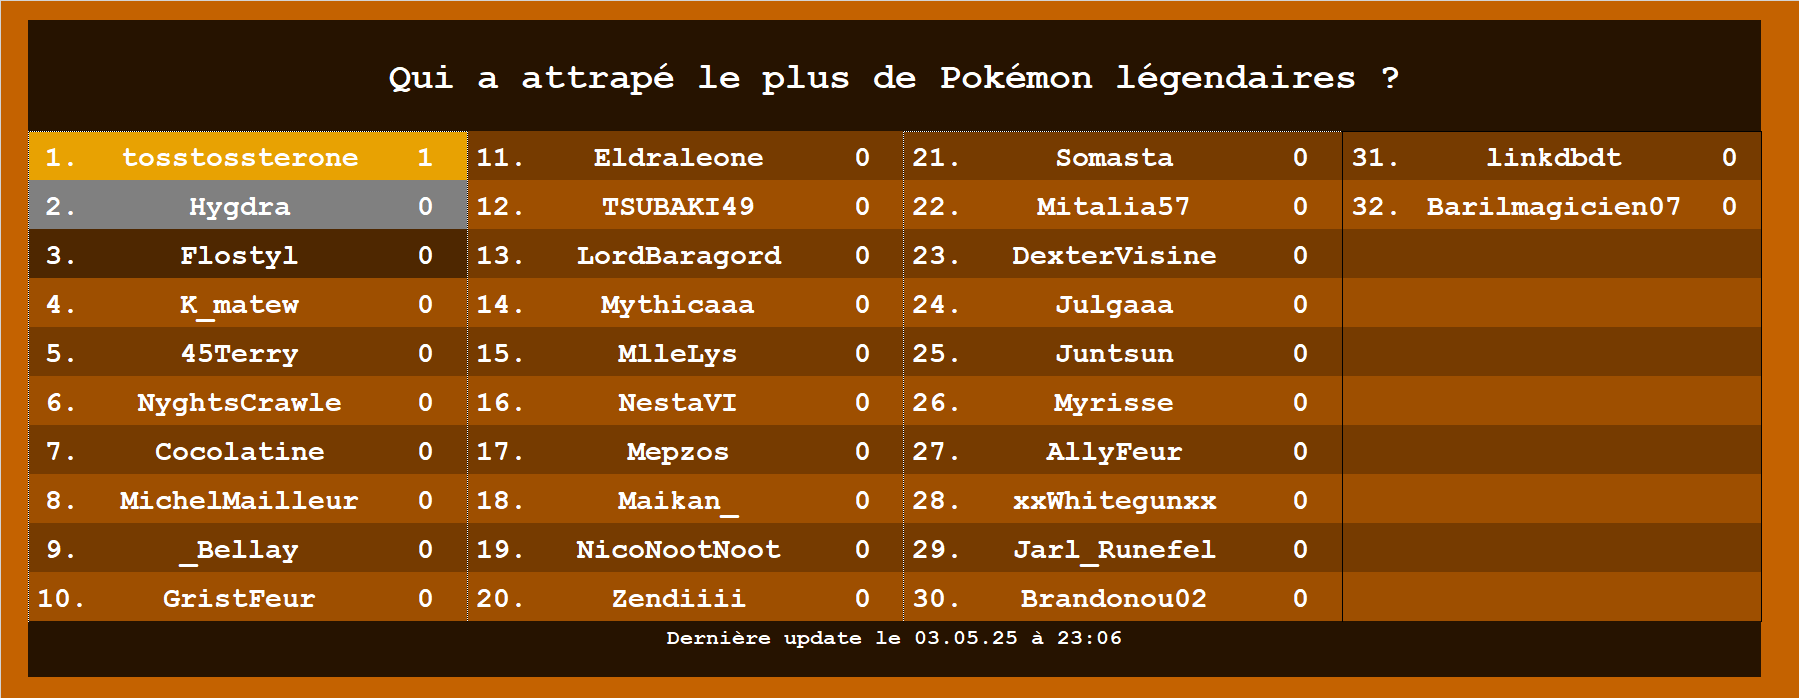 Qui a attrapé le plus de Pokémon légendaires ?
1. tosstossterone 1
2. Hygdra 0
3. Flostyl 0
4. K_matew 0
5. 45Terry 0
6. NyghtsCrawle 0
7. Cocolatine 0
8. MichelMailleur 0
9. _Bellay 0
10. GristFeur 0
11. Eldraleone 0
12. TSUBAKI49 0
13. LordBaragord 0
14. Mythicaaa 0
15. MlleLys 0
16. NestaVI 0
17. Mepzos 0
18. Maikan_ 0
19. NicoNootNoot 0
20. Zendiiii 0
21. Somasta 0
22. Mitalia57 0
23. DexterVisine 0
24. Julgaaa 0
25. Juntsun 0
26. Myrisse 0
27. AllyFeur 0
28. xxWhitegunxx 0
29. Jarl_Runefel 0
30. Brandonou02 0
31. linkdbdt 0
32. Barilmagicien07 0
Dernière update le 03.05.25 à 23:06